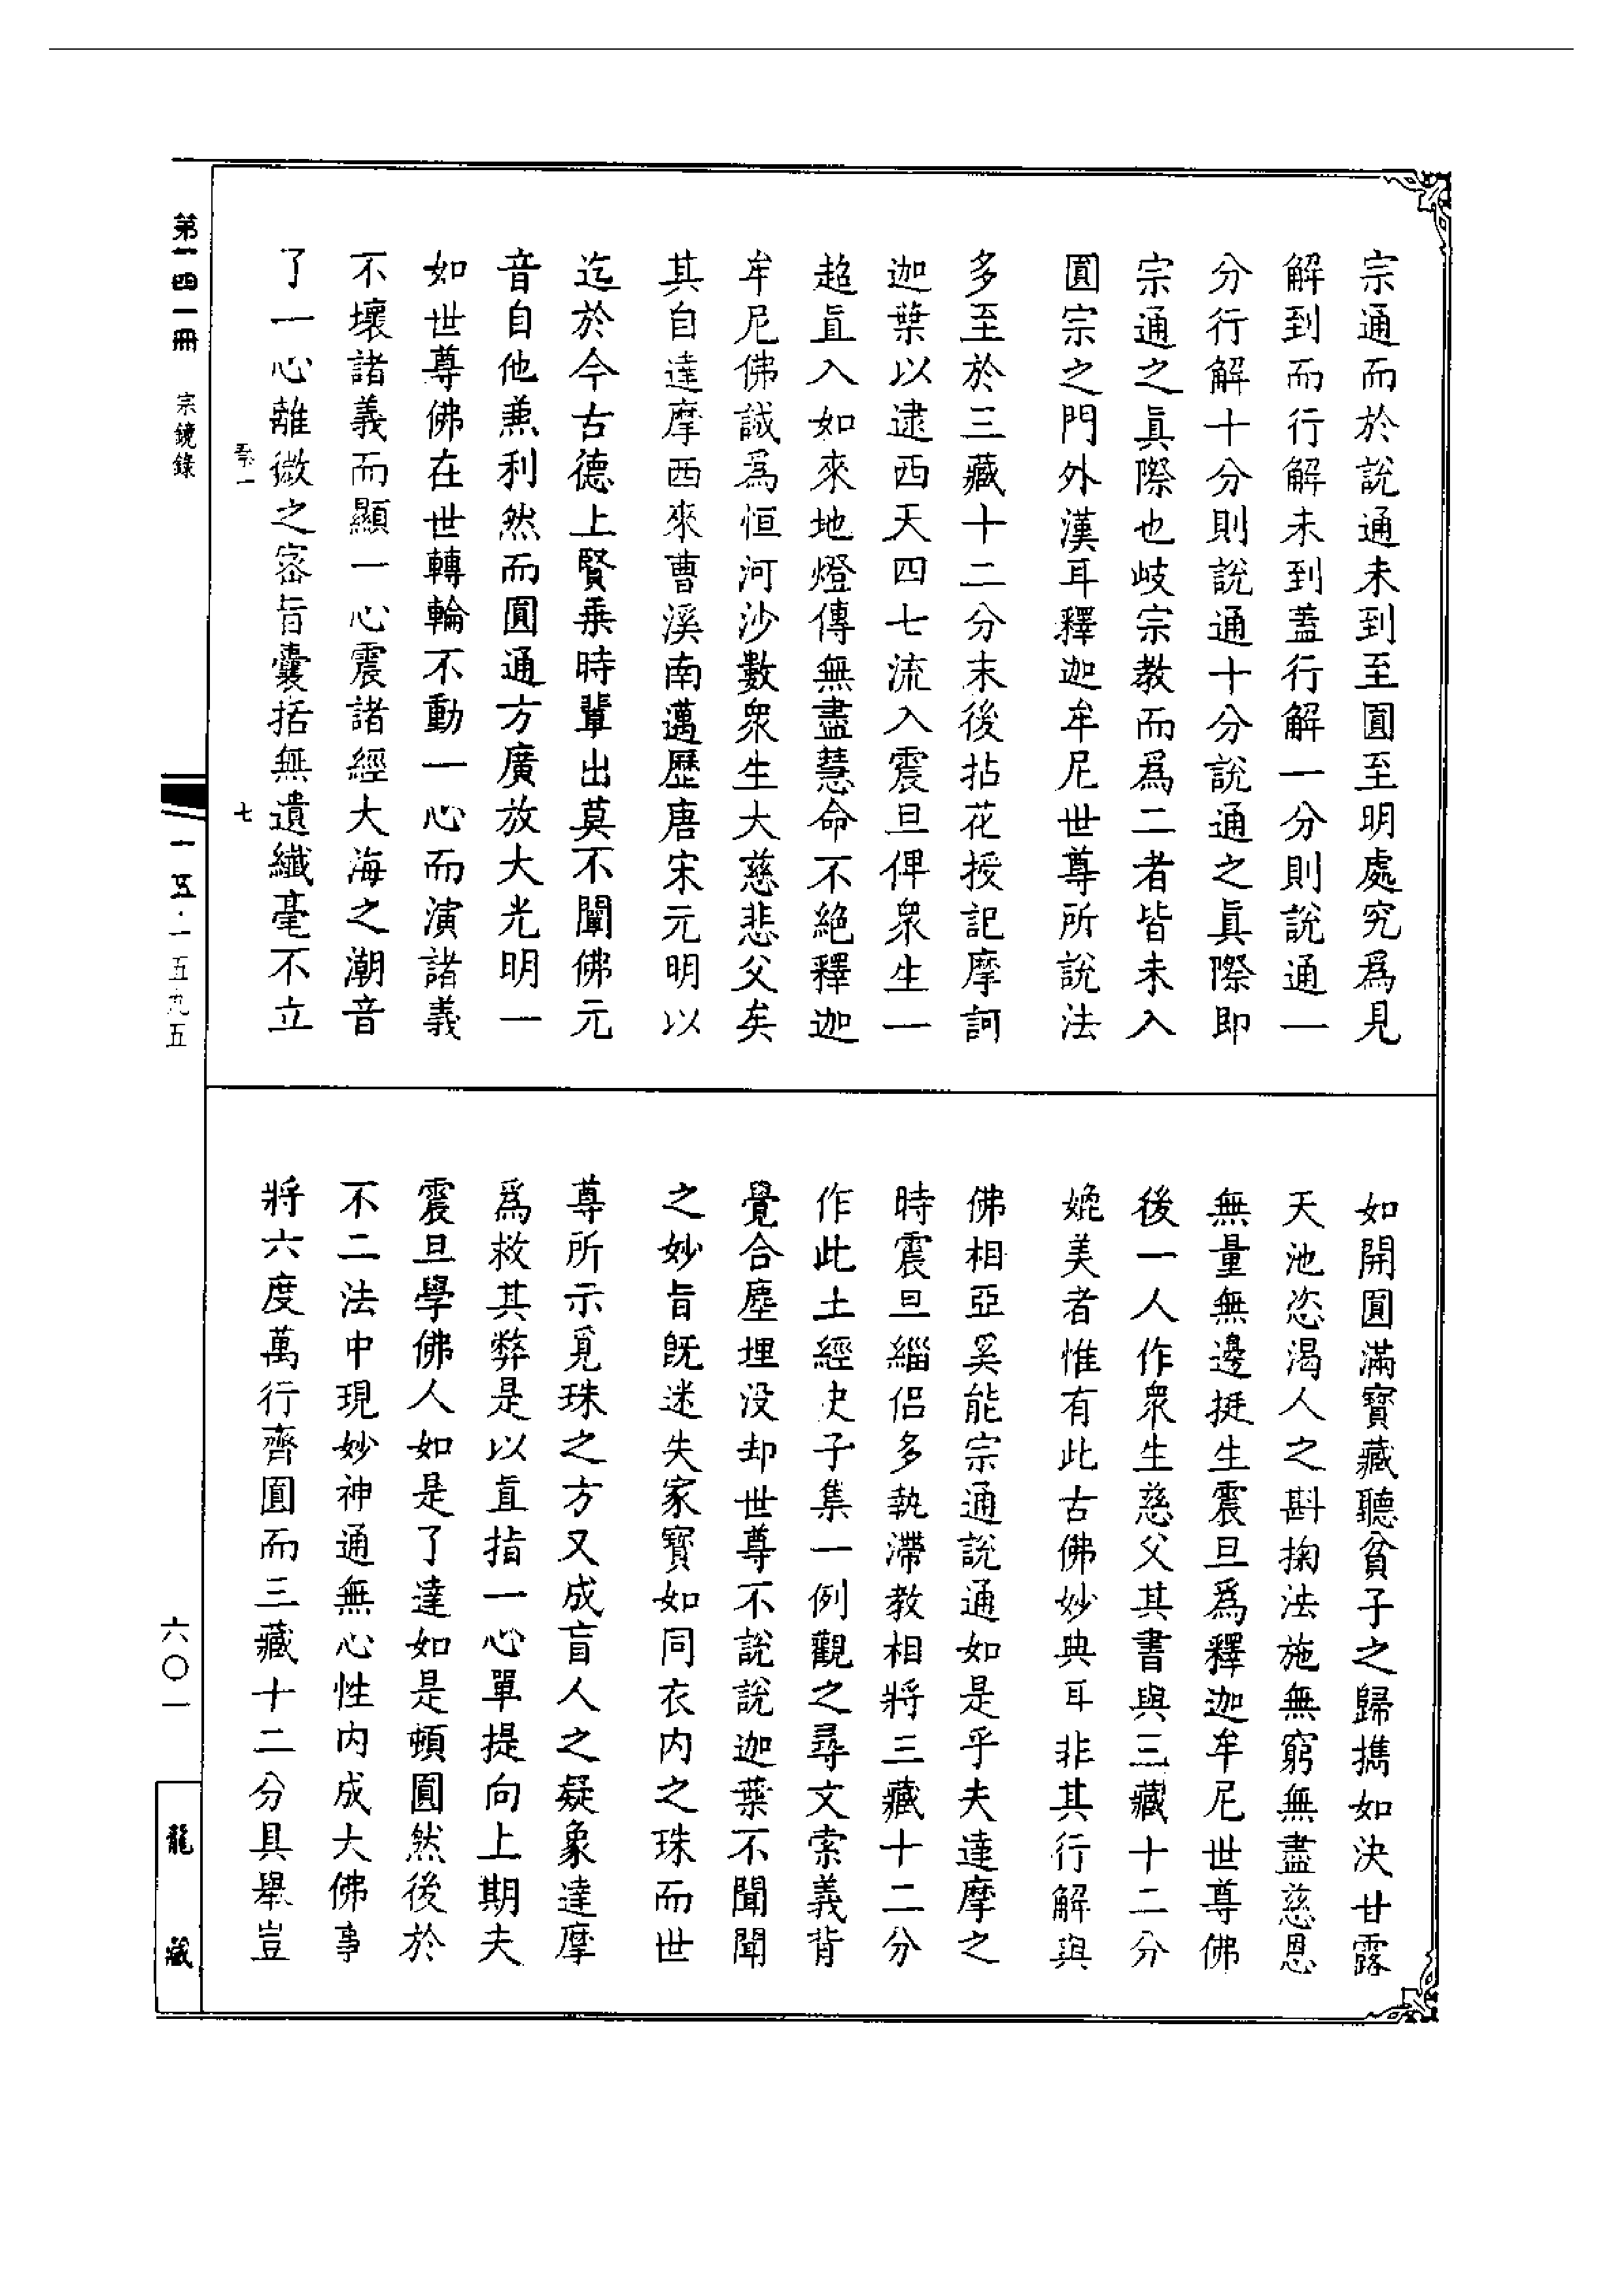 宗通而於說通未到至圓至明處究爲見
解到而行解未到蓋行解一分則說通一
分行解十分則說通十分說通之眞際即
宗通之眞際也岐宗教而爲二者皆未入
圓宗之門外漢耳釋迦牟尼世尊所說法
多至於三藏十二分末後拈花授記摩訶
迦葉以逮西天四七流入震旦俾衆生一
超直入如來地燈傳無盡慧命不絕釋迦
牟尼佛誠爲恒河沙數衆生大慈悲父矣
其自達摩西來曹溪南邁歷唐宋元明以
迄於今古德上賢乘時輩出莫不闡佛元
音自他兼利然而圓通方廣放大光明一
如世尊佛在世轉輪不動一心而演諸義
不壞諸義而顯一心震諸經大海之潮音
了一心離微之密旨囊括無遺纖毫不立
如開圓滿寶藏聽貧子之歸擕如決甘露
天池恣渴人之㪺掬法施無窮無盡慈恩
無量無邊挺生震旦爲釋迦牟尼世尊佛
後一人作衆生慈父其書與三藏十二分
媲美者惟有此古佛妙典耳非其行解與
佛相亞奚能宗通說通如是乎夫達摩之
時震旦緇侶多執滯教相將三藏十二分
作此土經史子集一例觀之尋文索義背
覺合塵埋没却世尊不說說迦葉不聞聞
之妙旨旣迷失家寶如同衣内之珠而世
尊所示覓珠之方又成盲人之疑象達摩
爲救其弊是以直指一心單提向上期夫
震旦學佛人如是了達如是頓圓然後於
不二法中現妙神通無心性内成大佛事
將六度萬行齊圓而三藏十二分具舉豈
第一四一冊
宗鏡錄
七
一五·一五九五
六〇一
龍藏